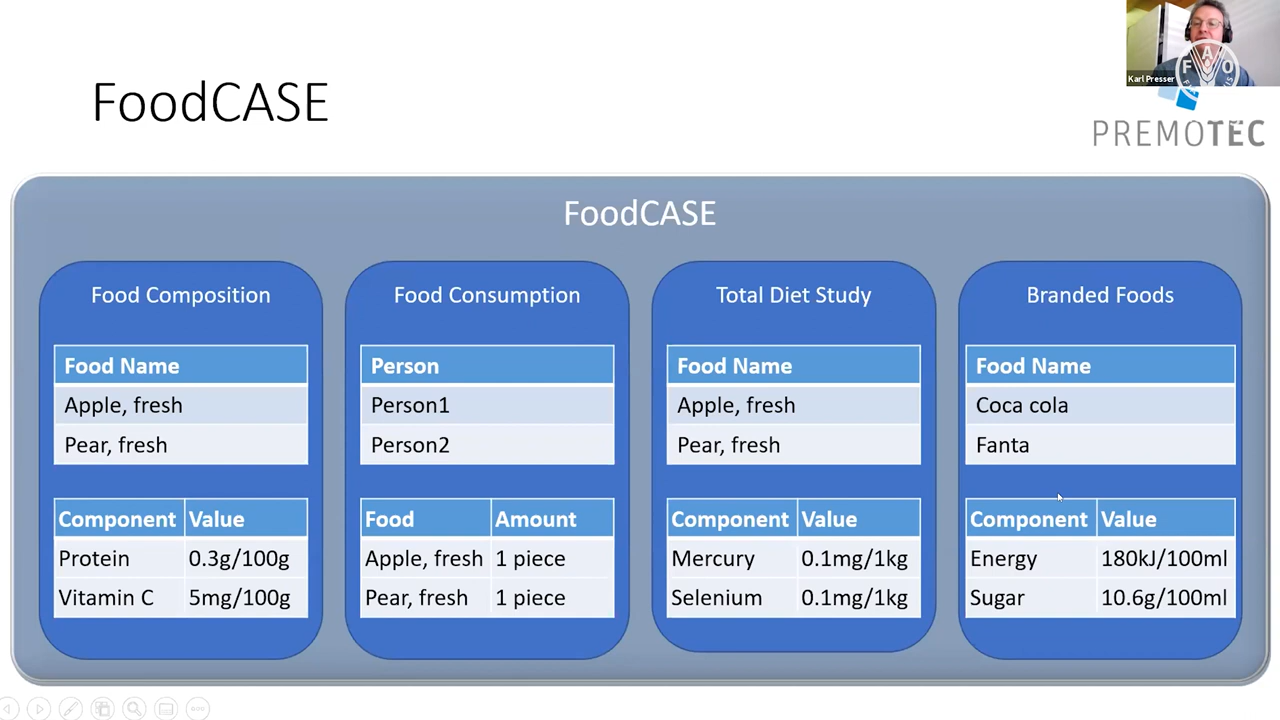 FoodCASE
Karl Presser
FAO
PREMOTEC
FoodCASE
Food Composition
Food Name
Apple, fresh
Pear, fresh
Component Value
Protein 0.3g/100g
Vitamin C 5mg/100g
Food Consumption
Person
Person1
Person2
Food Amount
Apple, fresh 1 piece
Pear, fresh 1 piece
Total Diet Study
Food Name
Apple, fresh
Pear, fresh
Component Value
Mercury 0.1mg/1kg
Selenium 0.1mg/1kg
Branded Foods
Food Name
Coca cola
Fanta
Component Value
Energy 180kJ/100ml
Sugar 10.6g/100ml